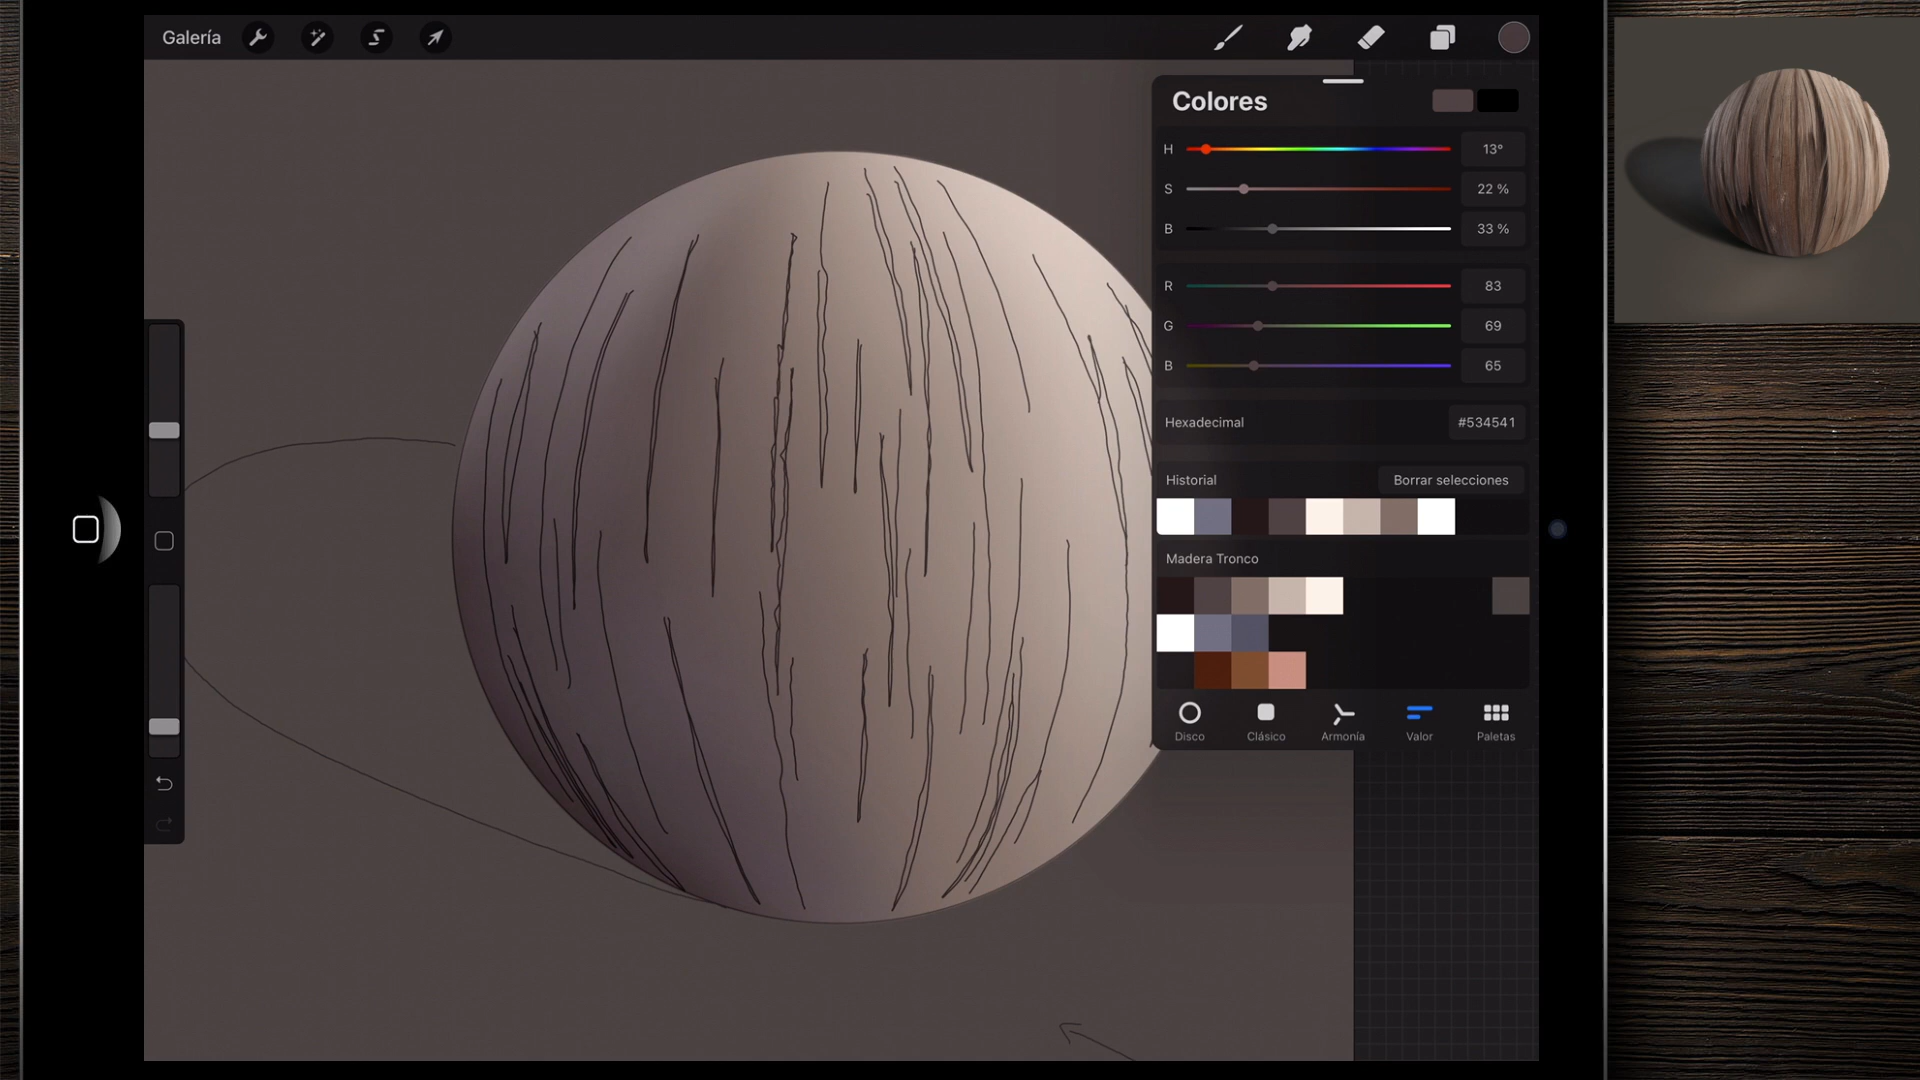 Galería
Colores
H 13°
S 22 %
B 33 %
R 83
G 69
B 65
Hexadecimal #534541
Historial Borrar selecciones
Madera Tronco
Disco Clásico Armonía Valor Paletas